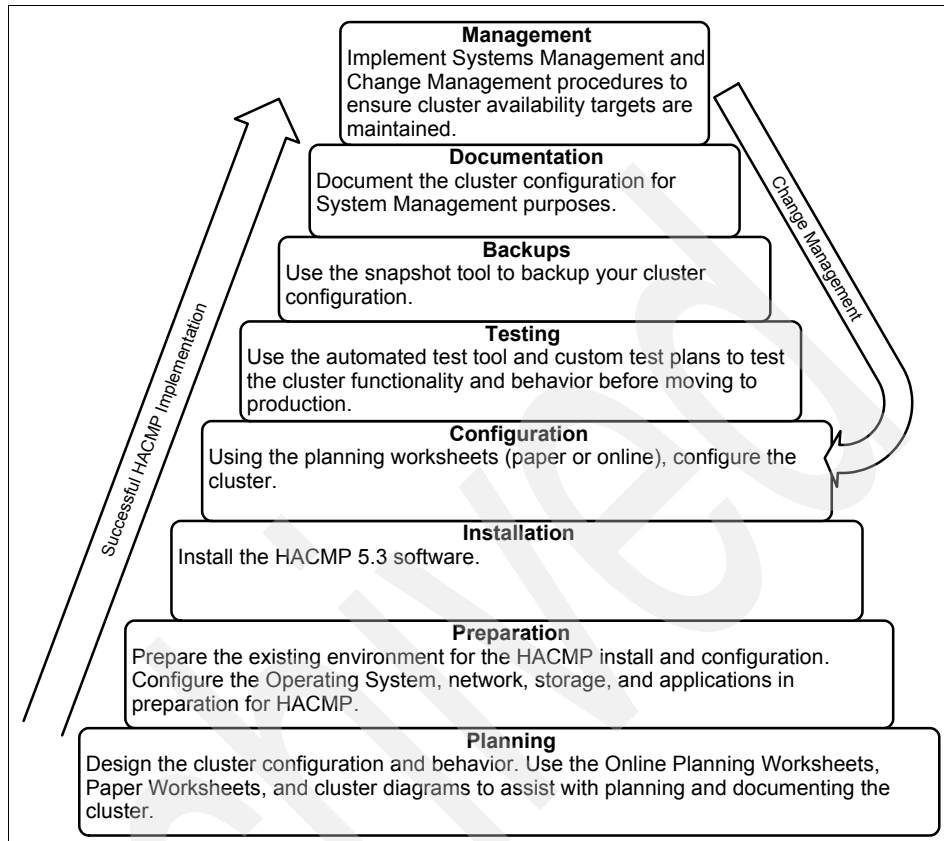 Management
Implement Systems Management and
Change Management procedures to
ensure cluster availability targets are
maintained.
Documentation
Document the cluster configuration for
System Management purposes.
Backups
Use the snapshot tool to backup your cluster
configuration.
Testing
Use the automated test tool and custom test plans to test
the cluster functionality and behavior before moving to
production.
Configuration
Using the planning worksheets (paper or online), configure the
cluster.
Installation
Install the HACMP 5.3 software.
Preparation
Prepare the existing environment for the HACMP install and configuration.
Configure the Operating System, network, storage, and applications in
preparation for HACMP.
Planning
Design the cluster configuration and behavior. Use the Online Planning Worksheets,
Paper Worksheets, and cluster diagrams to assist with planning and documenting the
cluster.
Successful HACMP Implementation
Change Management